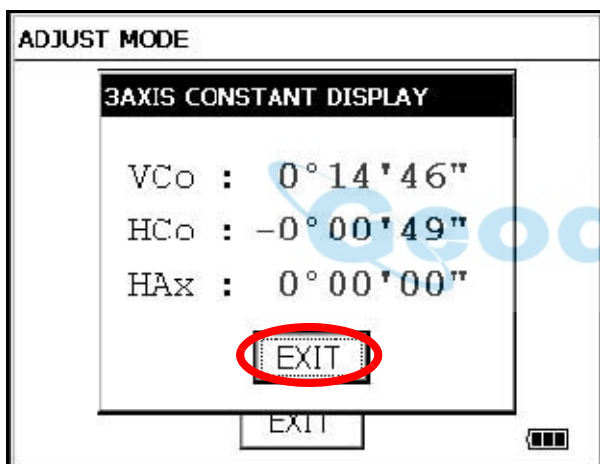 ADJUST MODE
3AXIS CONSTANT DISPLAY
VCo : 0°14'46"
HCo : -0°00'49"
HAx : 0°00'00"
EXIT
EXIT